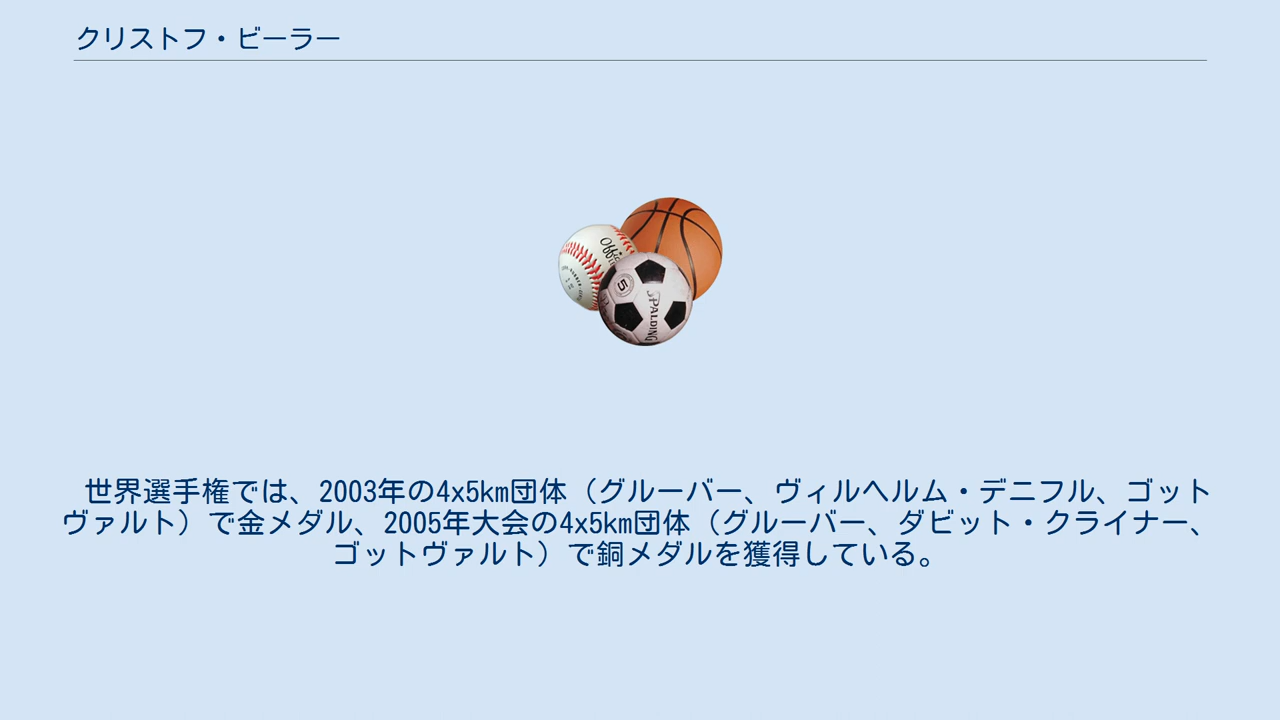 クリストフ・ビーラー
Offici
5
SPALDING
世界選手権では、2003年の4x5km団体（グルーバー、ヴィルヘルム・デニフル、ゴット
ヴァルト）で金メダル、2005年大会の4x5km団体（グルーバー、ダビット・クライナー、
ゴットヴァルト）で銅メダルを獲得している。